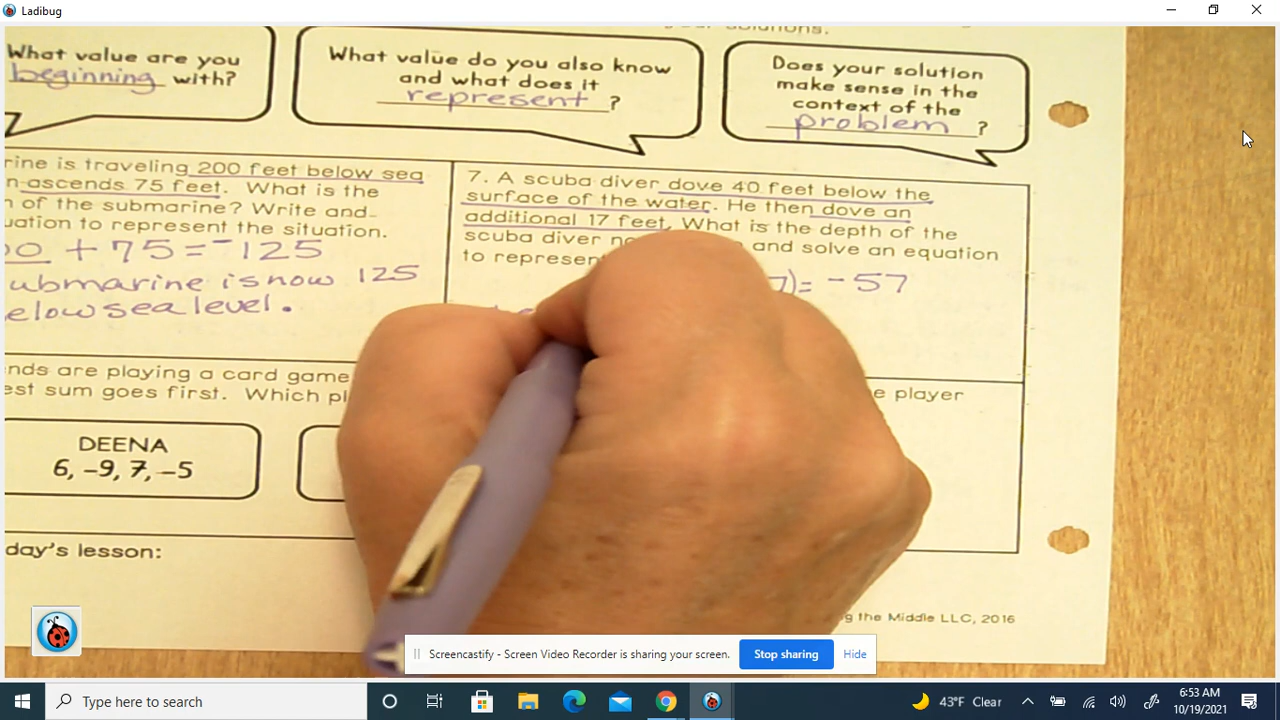 Ladibug
your solutions.
What value are you
beginning with?
What value do you also know
and what does it
represent ?
Does your solution
make sense in the
context of the
problem ?
rine is traveling 200 feet below sea
n ascends 75 feet. What is the
n of the submarine? Write and
uation to represent the situation.
00 + 75 = -125
ubmarine is now 125
elow sea level.
7. A scuba diver dove 40 feet below the
surface of the water. He then dove an
additional 17 feet. What is the depth of the
scuba diver and solve an equation
to represent
7) = -57
nds are playing a card game
e player
est sum goes first. Which pl
DEENA
6, -9, 7, -5
day's lesson:
g the Middle LLC, 2016
Screencastify - Screen Video Recorder is sharing your screen.
Stop sharing
Hide
Type here to search
43°F Clear
6:53 AM
10/19/2021